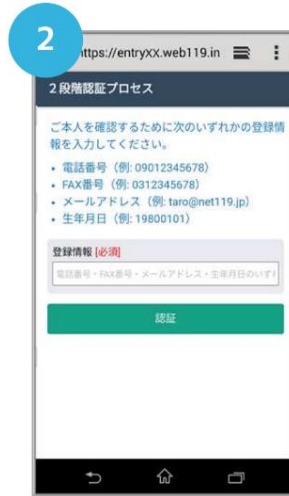 2
ttps://entryXX.web119.in
2段階認証プロセス
ご本人を確認するために次のいずれかの登録情
報を入力してください。
• 電話番号（例: 09012345678）
• FAX番号（例: 0312345678）
• メールアドレス（例: taro@net119.jp）
• 生年月日（例: 19800101）
登録情報 [必須]
電話番号・FAX番号・メールアドレス・生年月日のいず
認証